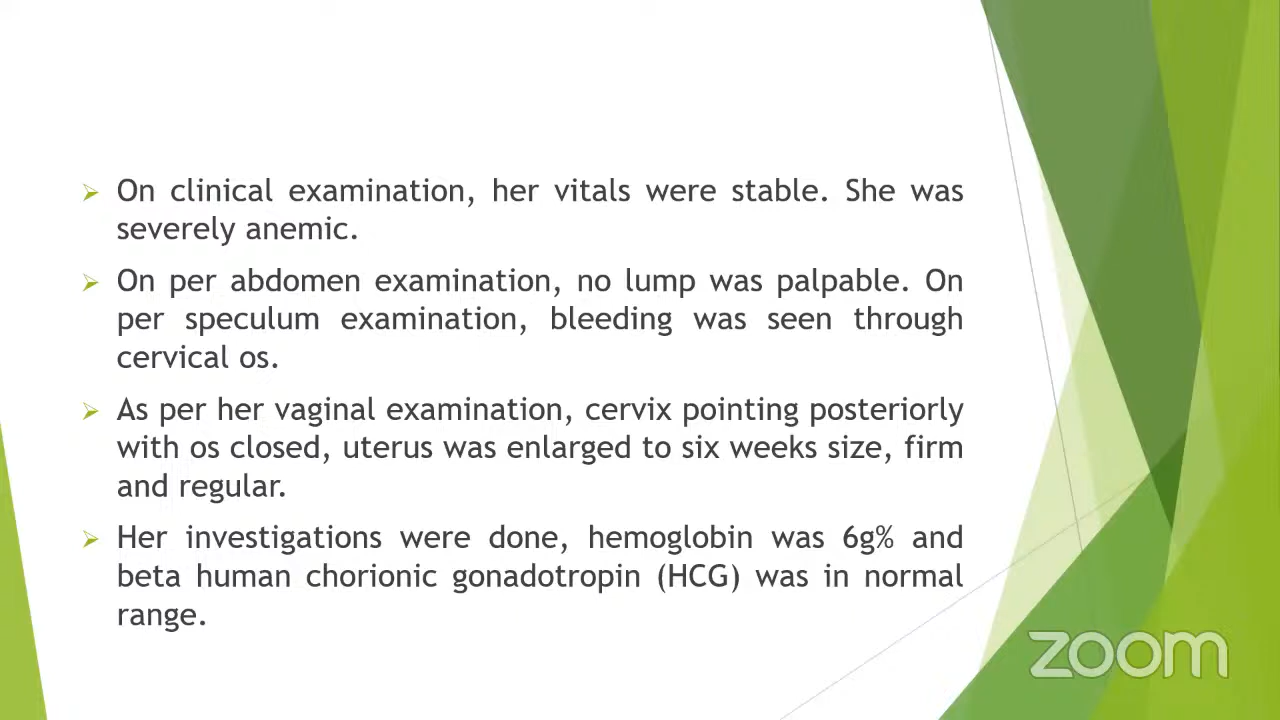 On clinical examination, her vitals were stable. She was
severely anemic.
On per abdomen examination, no lump was palpable. On
per speculum examination, bleeding was seen through
cervical os.
As per her vaginal examination, cervix pointing posteriorly
with os closed, uterus was enlarged to six weeks size, firm
and regular.
Her investigations were done, hemoglobin was 6g% and
beta human chorionic gonadotropin (HCG) was in normal
range.
zoom